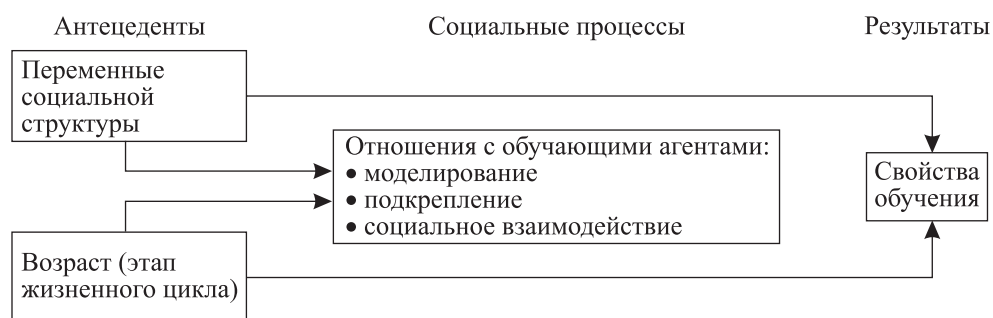 Антецеденты
Социальные процессы
Результаты
Переменные
социальной
структуры
Отношения с обучающими агентами:
• моделирование
• подкрепление
• социальное взаимодействие
Свойства
обучения
Возраст (этап
жизненного цикла)